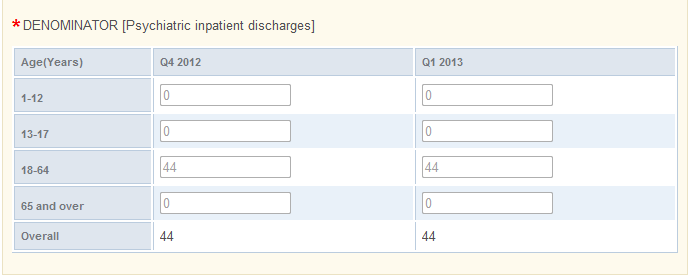 *DENOMINATOR [Psychiatric inpatient discharges]
Age(Years) Q4 2012 Q1 2013
1-12 0 0
13-17 0 0
18-64 44 44
65 and over 0 0
Overall 44 44